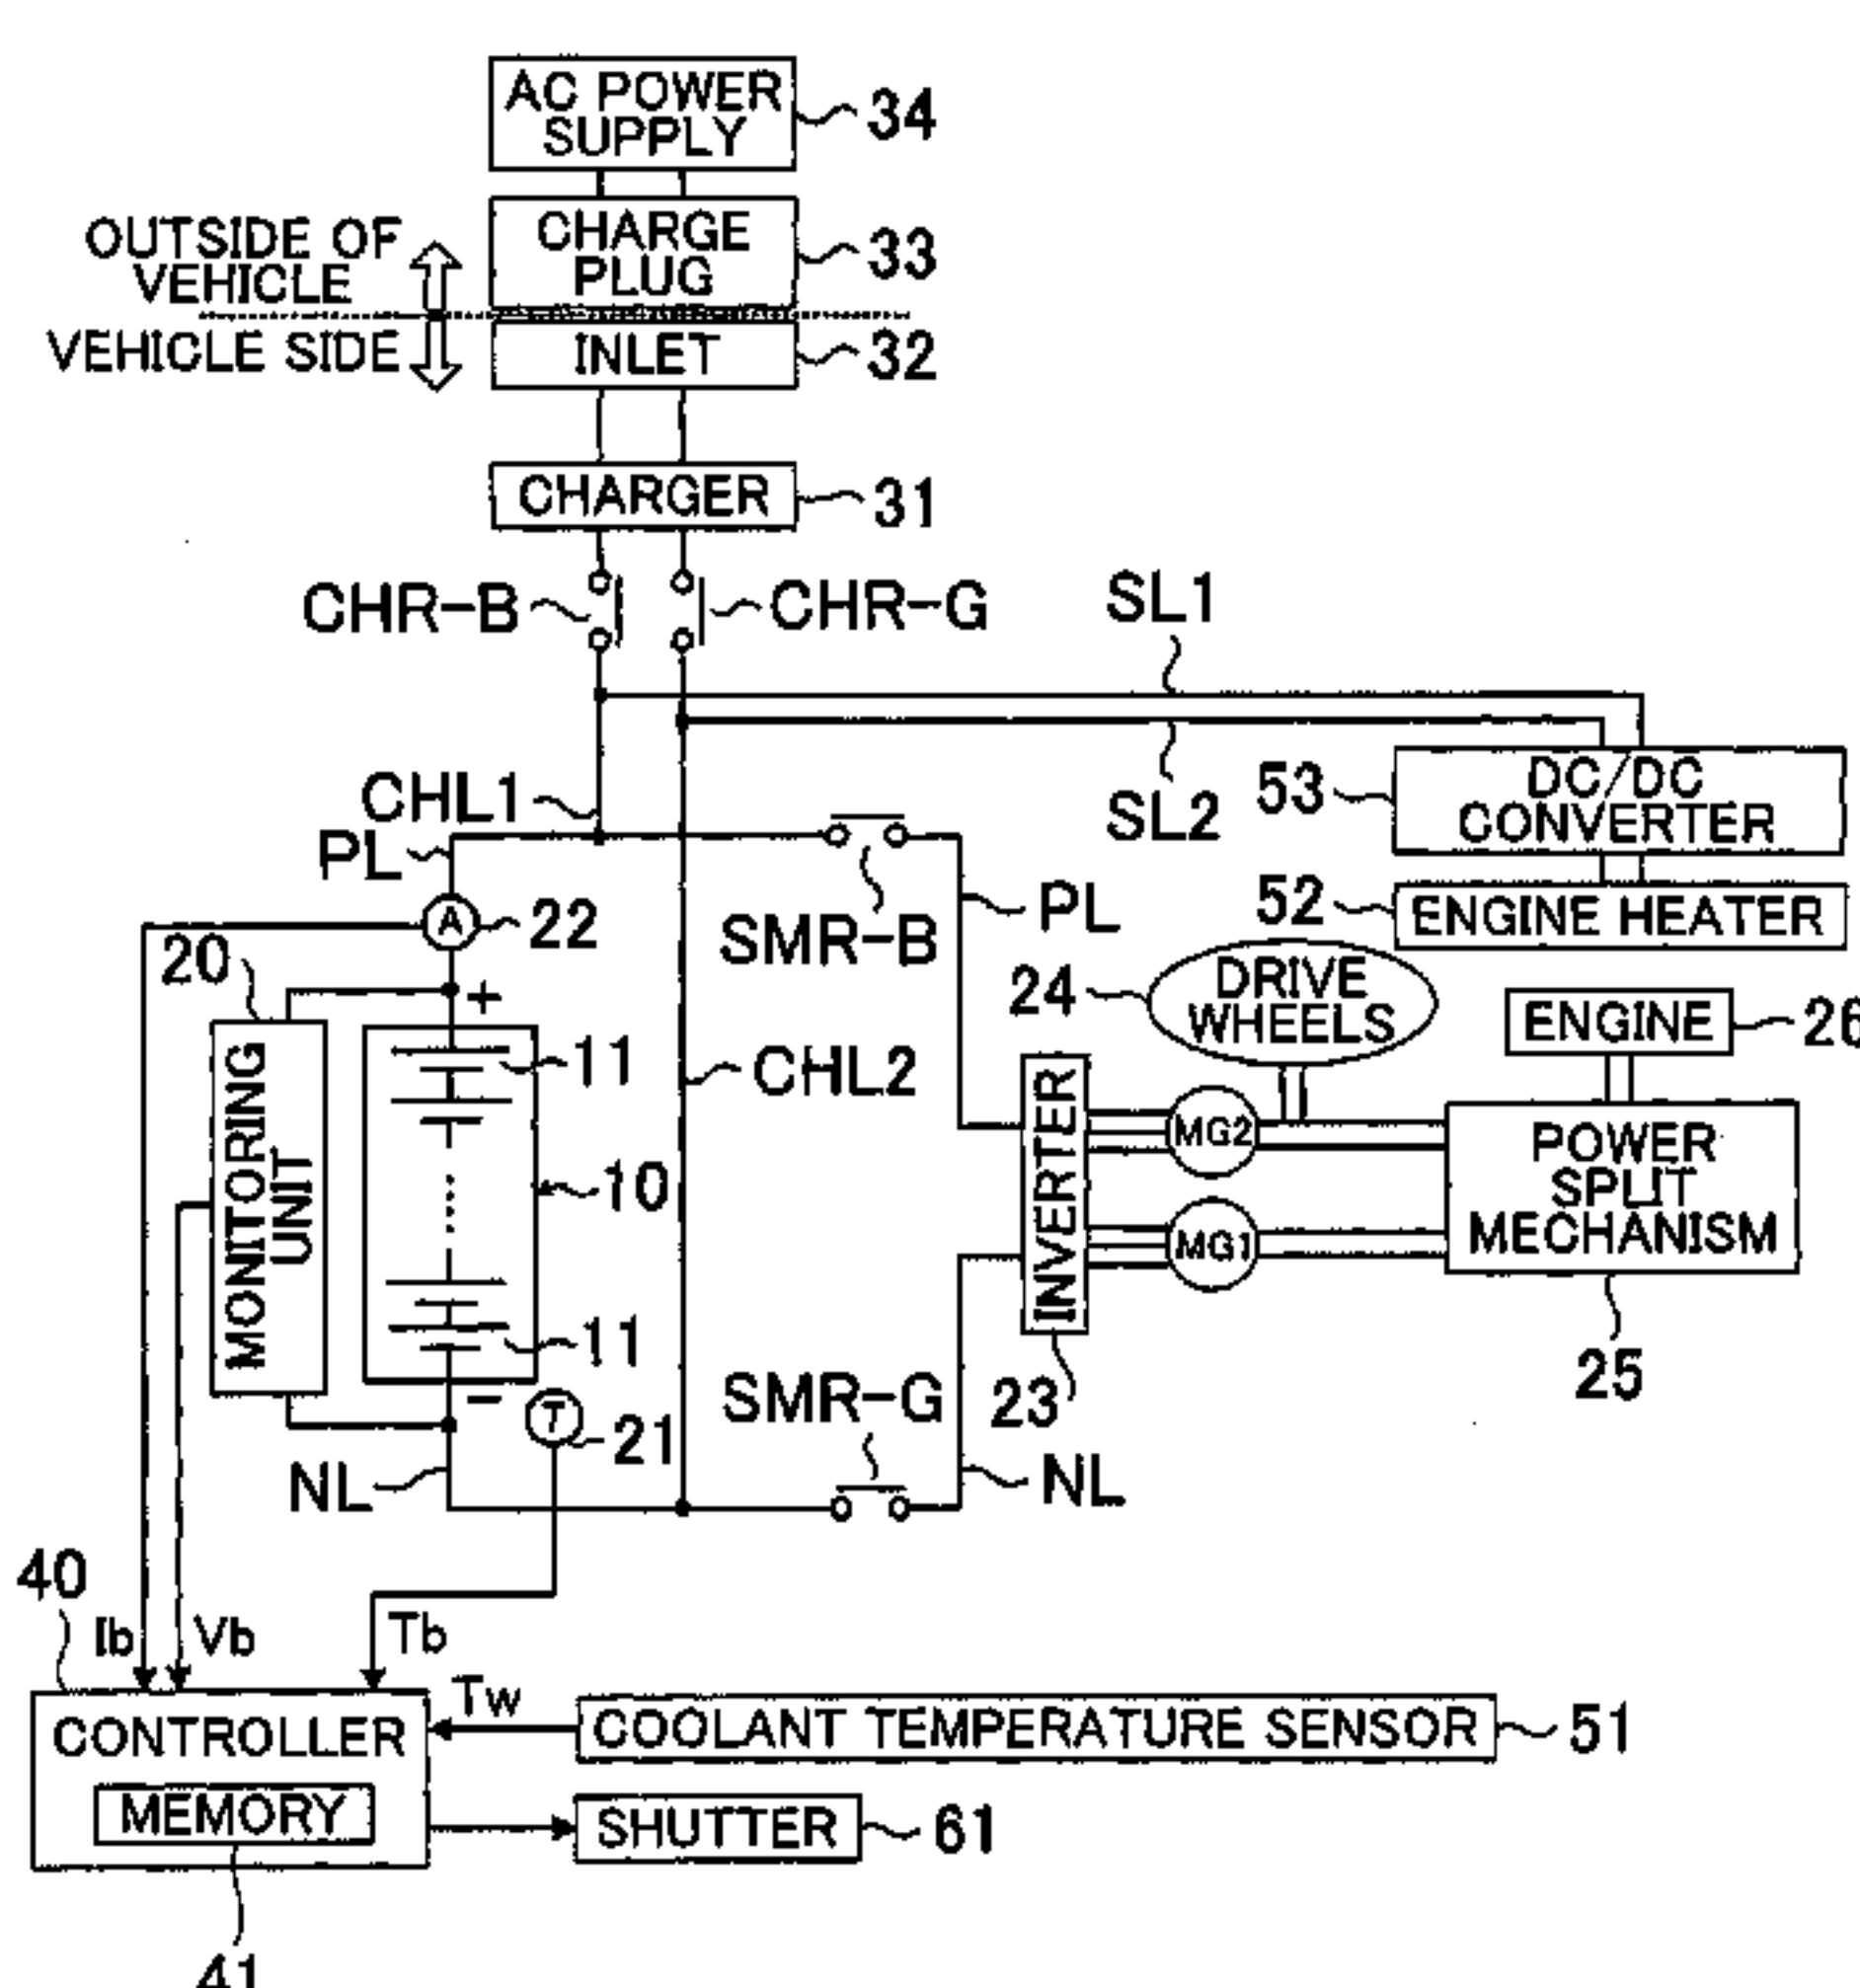 AC POWER
SUPPLY
34
CHARGE
PLUG
33
OUTSIDE OF
VEHICLE
VEHICLE SIDE
INLET
32
CHARGER
31
CHR-B
CHR-G
SL1
CHL1
SL2
53
DC/DC
CONVERTER
PL
A
22
SMR-B
PL
52
ENGINE HEATER
20
+
24
DRIVE
WHEELS
ENGINE
26
MONITORING
UNIT
11
CHL2
10
INVERTER
MG2
MG1
POWER
SPLIT
MECHANISM
11
−
T
21
SMR-G
23
25
NL
NL
40
Ib
Vb
Tb
Tw
CONTROLLER
MEMORY
COOLANT TEMPERATURE SENSOR
51
SHUTTER
61
41